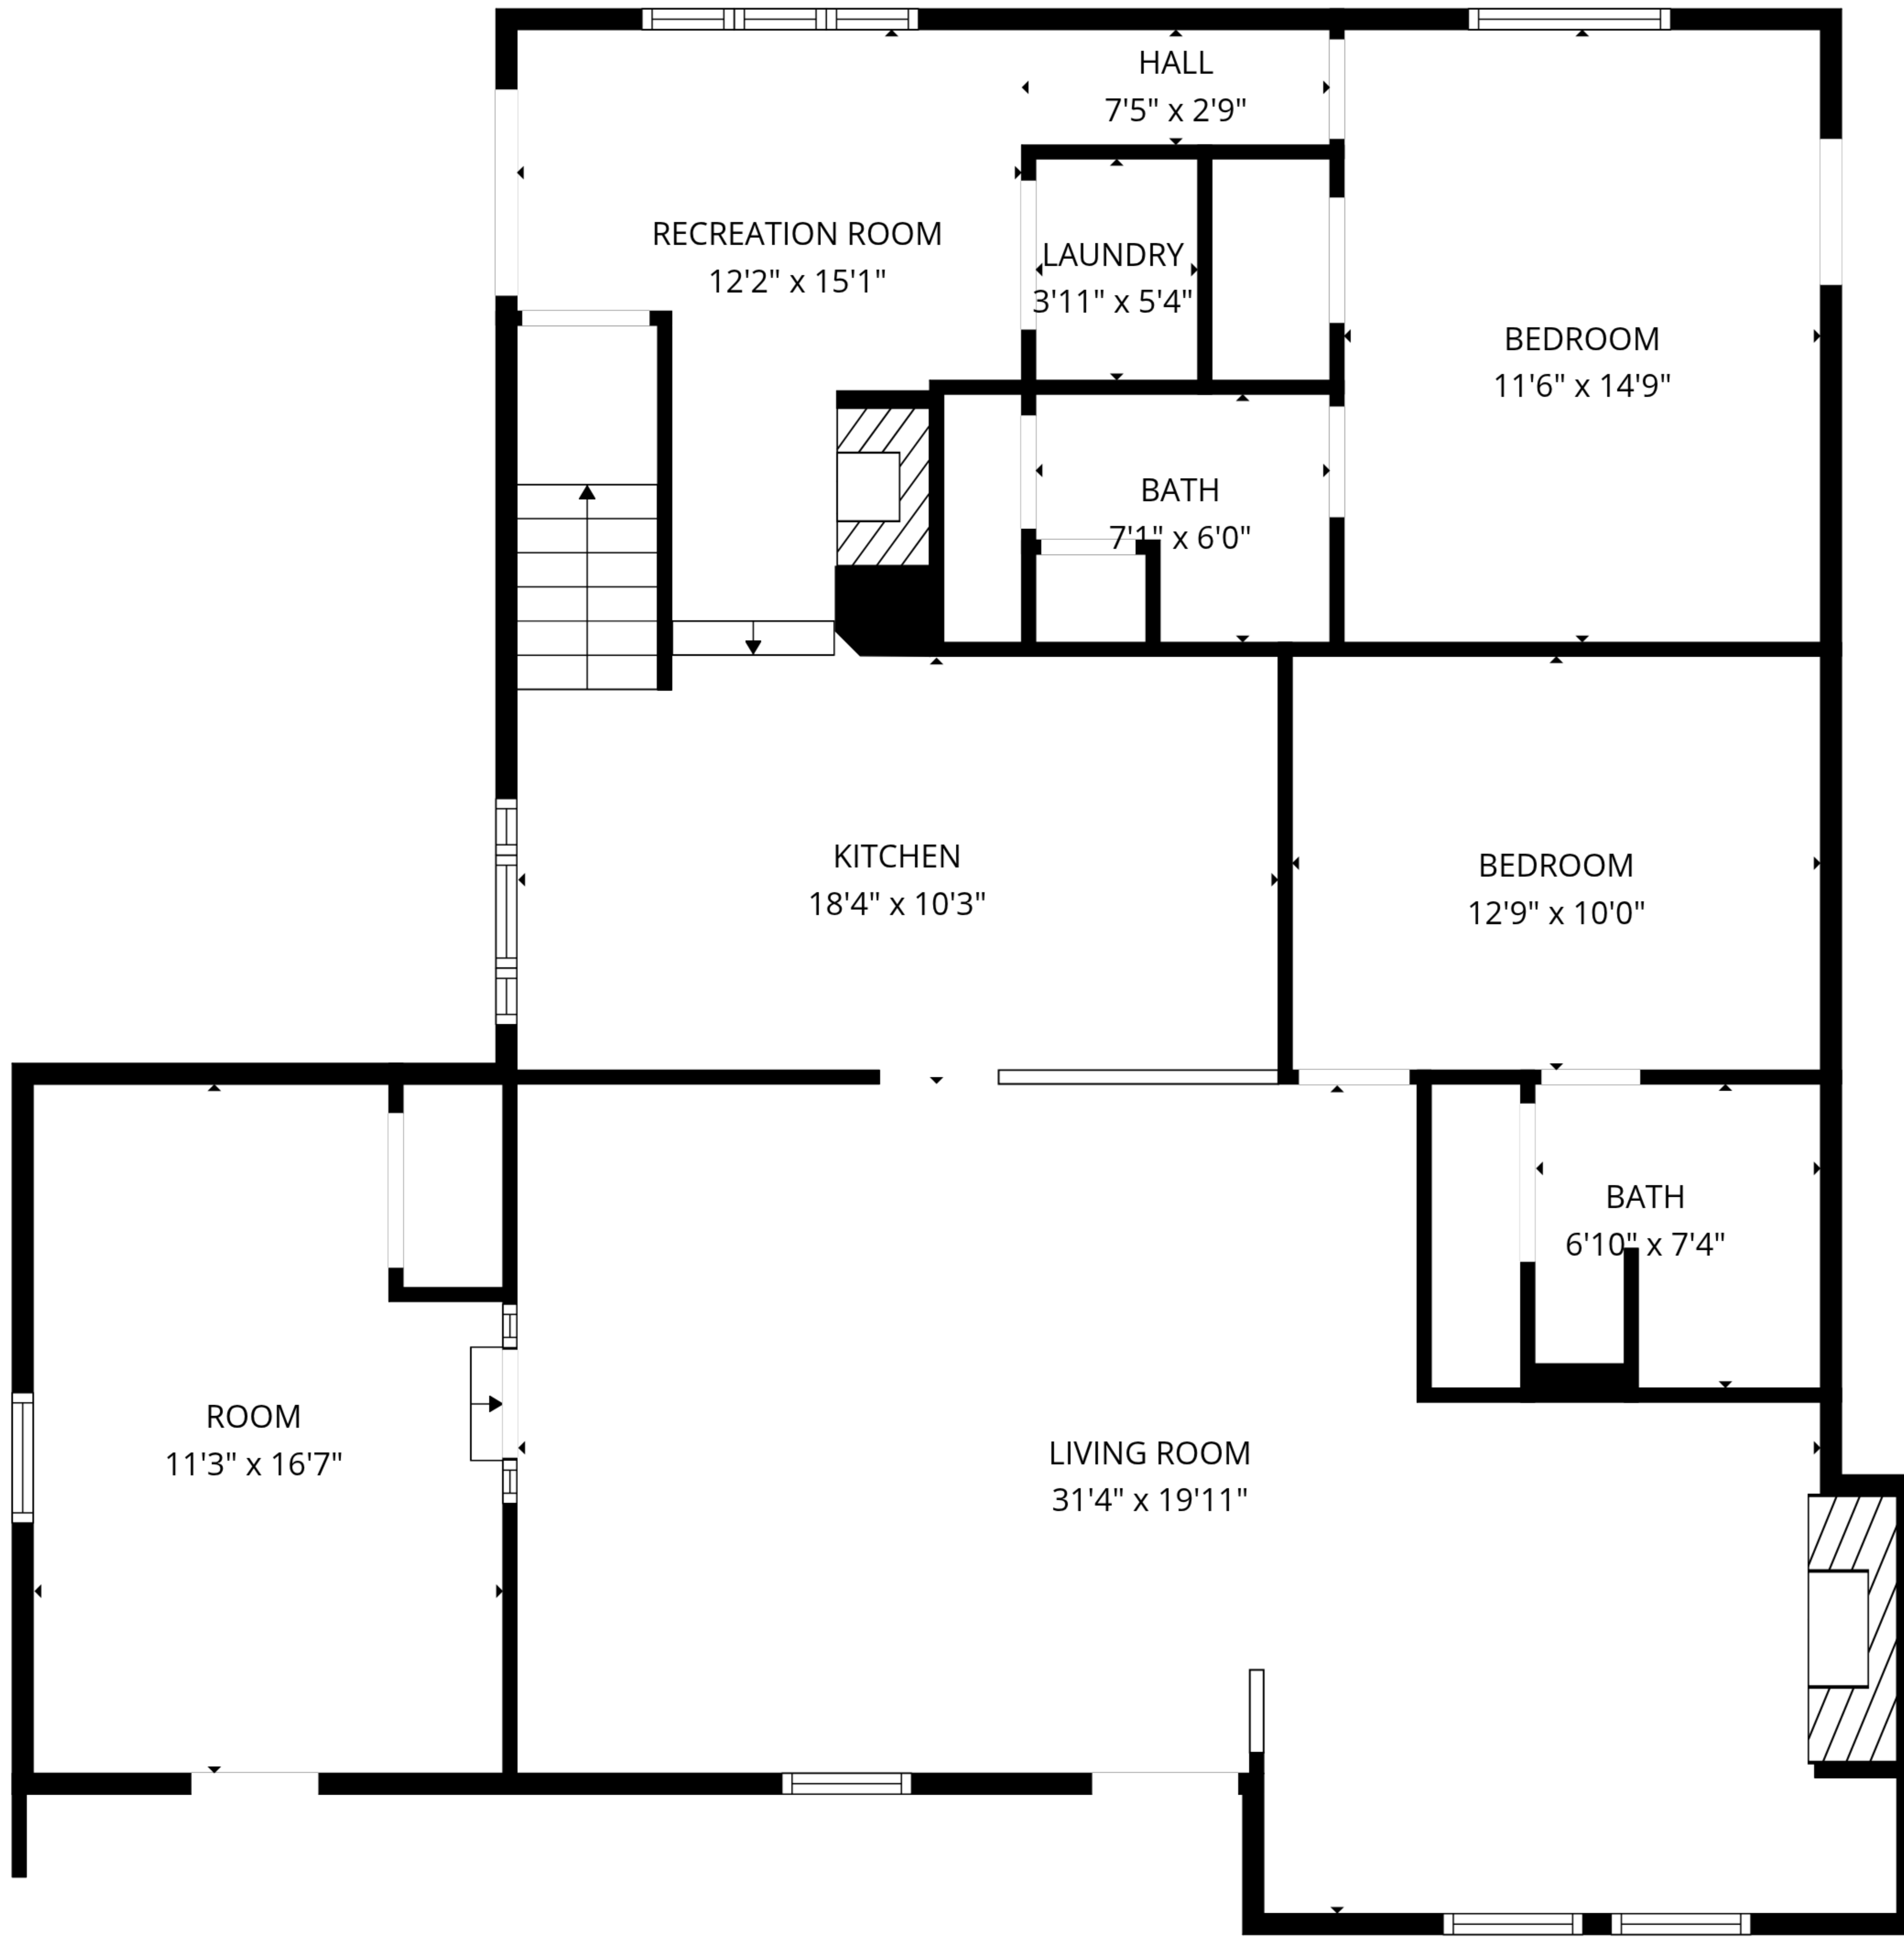 HALL
7'5" x 2'9"
RECREATION ROOM
12'2" x 15'1"
LAUNDRY
3'11" x 5'4"
BEDROOM
11'6" x 14'9"
BATH
7'1" x 6'0"
KITCHEN
18'4" x 10'3"
BEDROOM
12'9" x 10'0"
BATH
6'10" x 7'4"
ROOM
11'3" x 16'7"
LIVING ROOM
31'4" x 19'11"